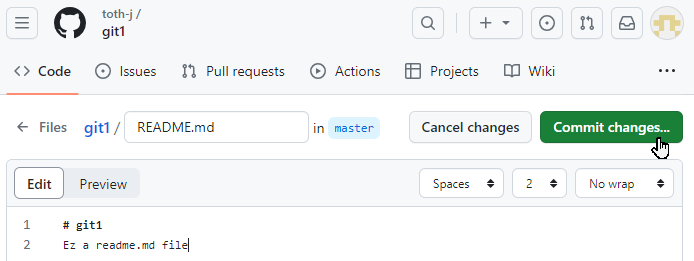 toth-j /
git1
Code Issues Pull requests Actions Projects Wiki
Files git1 / README.md in master Cancel changes Commit changes...
Edit Preview Spaces 2 No wrap
1 # git1
2 Ez a readme.md file